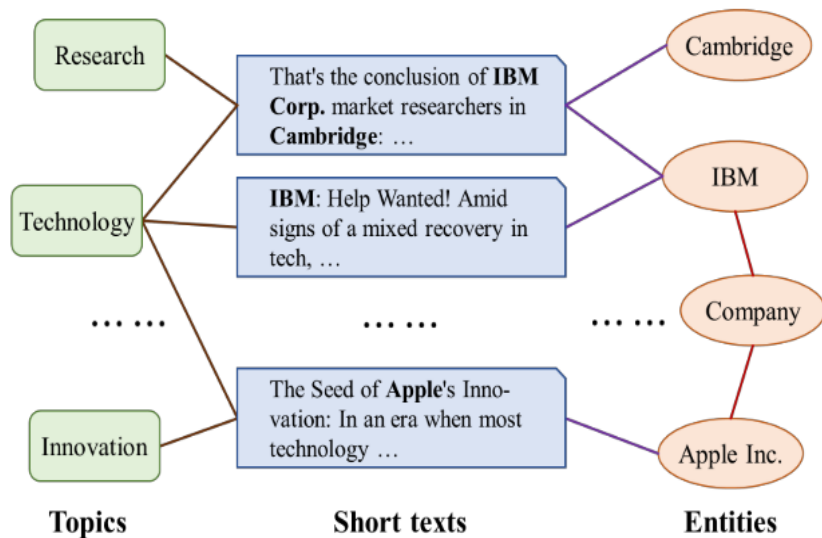 Research
Technology
Innovation
Topics
That's the conclusion of IBM
Corp. market researchers in
Cambridge: …
IBM: Help Wanted! Amid
signs of a mixed recovery in
tech, …
The Seed of Apple's Inno-
vation: In an era when most
technology …
Short texts
Cambridge
IBM
Company
Apple Inc.
Entities
… …
… …
… …